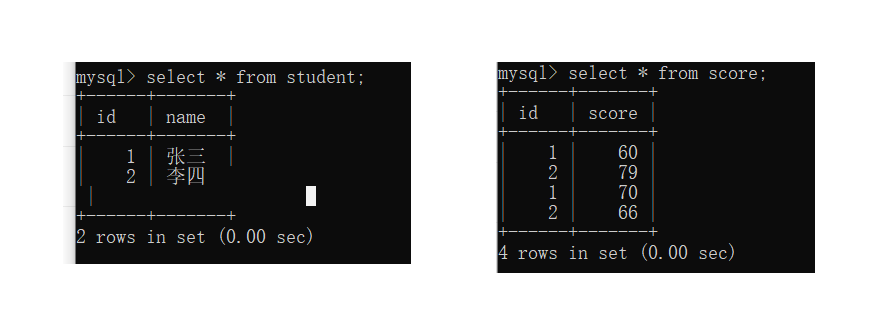 mysql> select * from student;
+------+-------+
| id   | name  |
+------+-------+
|    1 | 张三  |
|    2 | 李四
 |
+------+-------+
2 rows in set (0.00 sec)
mysql> select * from score;
+------+-------+
| id   | score |
+------+-------+
|    1 |    60 |
|    2 |    79 |
|    1 |    70 |
|    2 |    66 |
+------+-------+
4 rows in set (0.00 sec)